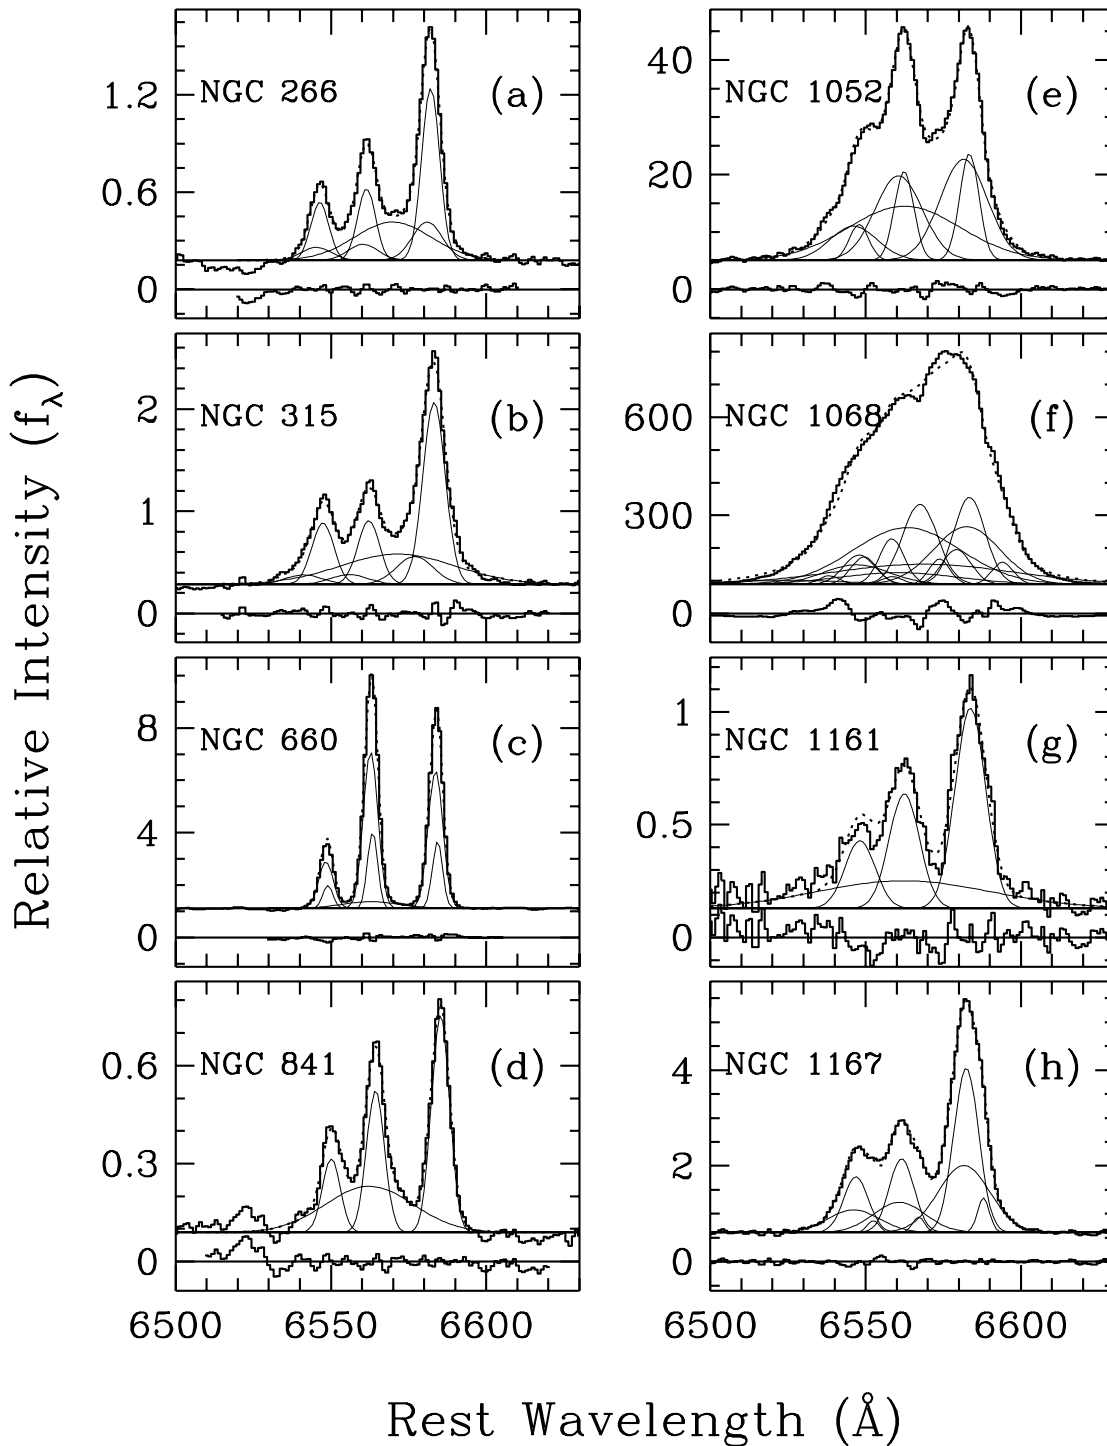 Relative Intensity (fλ)
NGC 266 (a)
1.2
0.6
0
NGC 315 (b)
2
1
0
NGC 660 (c)
8
4
0
NGC 841 (d)
0.6
0.3
0
6500 6550 6600
NGC 1052 (e)
40
20
0
NGC 1068 (f)
600
300
0
NGC 1161 (g)
1
0.5
0
NGC 1167 (h)
4
2
0
6500 6550 6600
Rest Wavelength (Å)